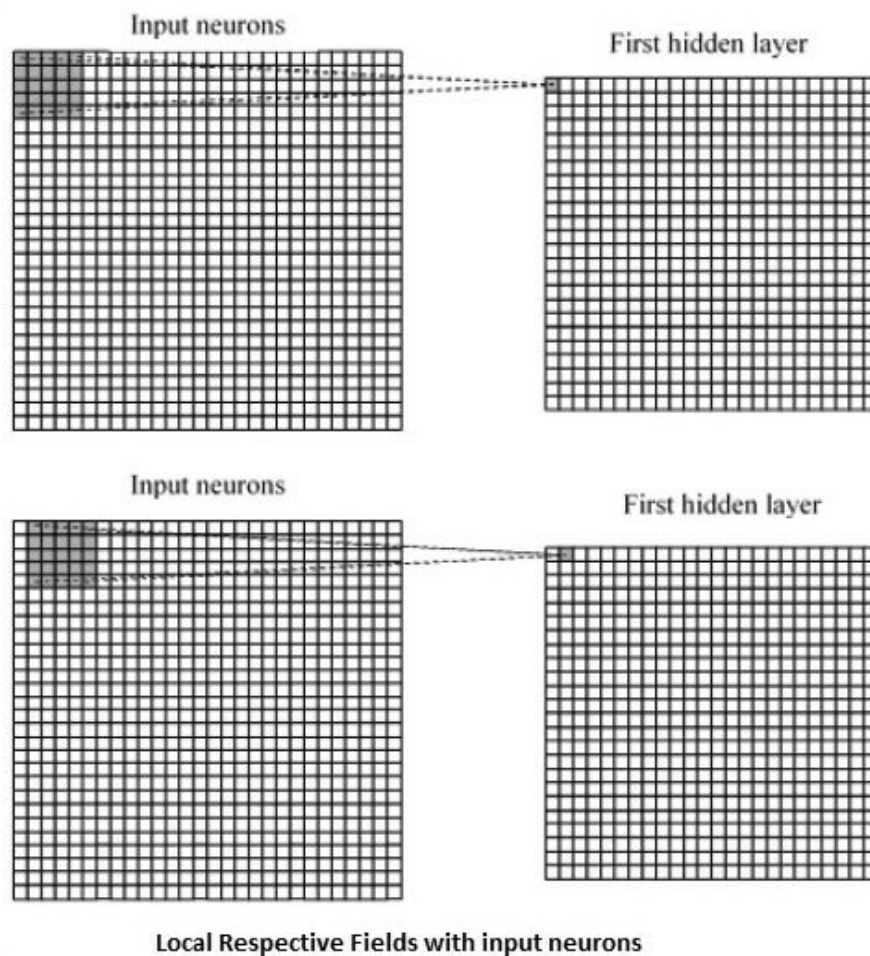 Input neurons
First hidden layer
Input neurons
First hidden layer
Local Respective Fields with input neurons